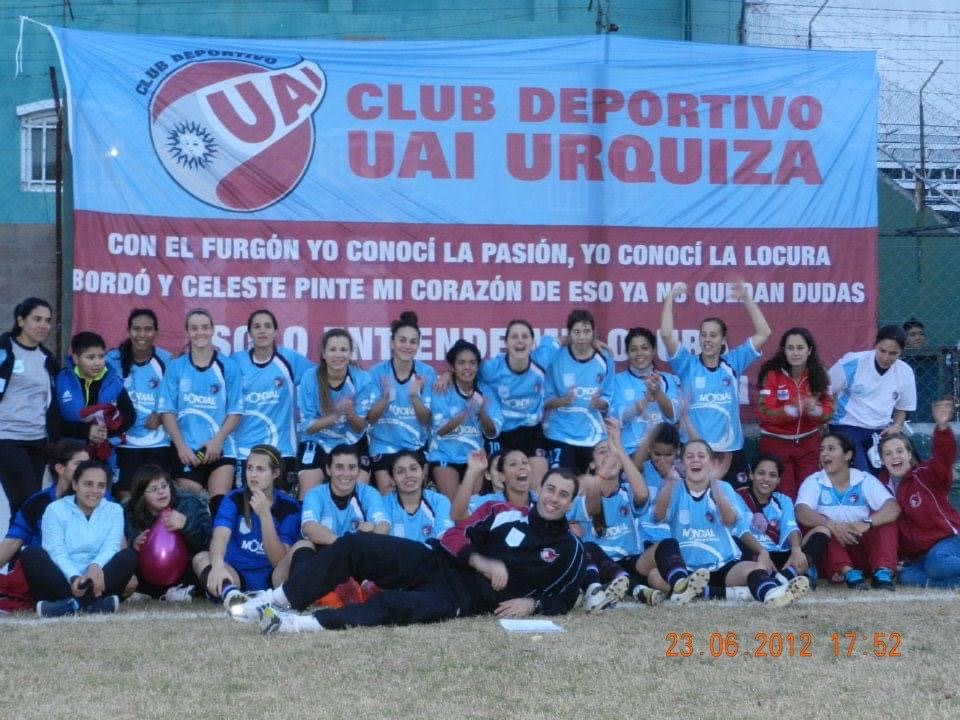 CLUB DEPORTIVO
UAI
CLUB DEPORTIVO
UAI URQUIZA
CON EL FURGÓN YO CONOCÍ LA PASIÓN, YO CONOCÍ LA LOCURA
BORDÓ Y CELESTE PINTE MI CORAZÓN DE ESO YA NO QUEDAN DUDAS
MONDIAL
MONDIAL
23.06.2012 17:52